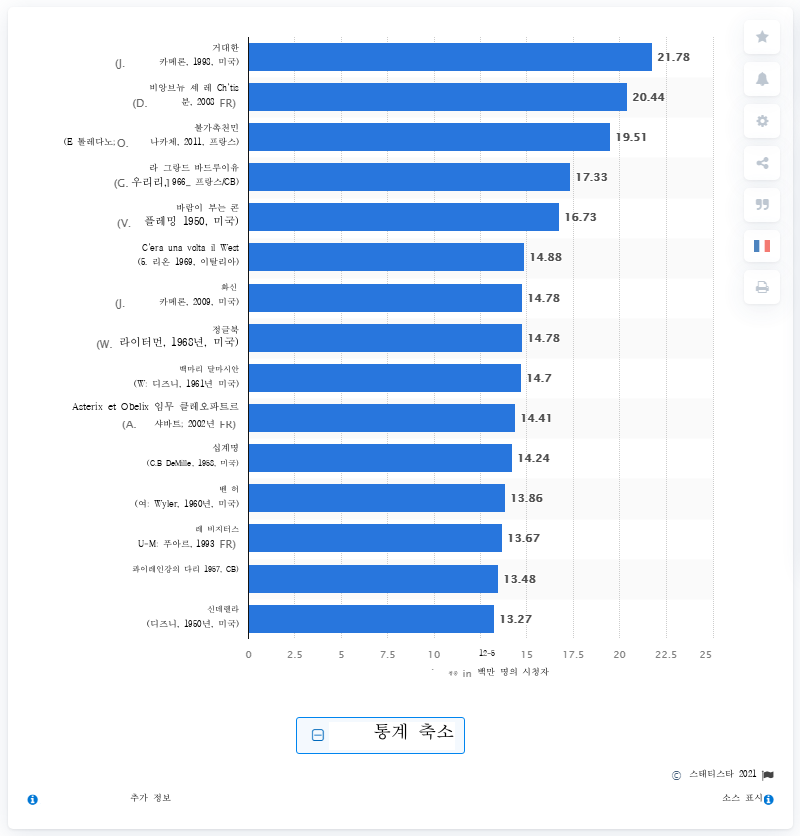 거대한
(J. 카메론, 1998, 미국)
21.78
비앙브뉴 셰 레 Ch'tis
(D. 분, 2008 FR)
20.44
불가촉천민
(E 톨레다노; O. 나카체, 2011, 프랑스)
19.51
라 그랑드 바드루이유
(G. 우리리,] 966_ 프랑스/CB)
17.33
바람이 부는 곤
(V. 플레밍 1950, 미국)
16.73
C'era una volta il West
(5. 리온 1969, 이탈리아)
14.88
화신
(J. 카메론, 2009, 미국)
14.78
정글북
(W. 라이터먼, 1968년, 미국)
14.78
백마리 달마시안
(W: 디즈니, 1961년 미국)
14.7
Asterix et Obelix 임무 클레오파트르
(A. 샤바트; 2002년 FR)
14.41
십계명
(C.B DeMille, 1958, 미국)
14.24
벤 허
(여: Wyler, 1960년, 미국)
13.86
레 비지터스
U-M: 푸아르, 1993 FR)
13.67
콰이레인강의 다리 1957, CB)
13.48
신데렐라
(디즈니, 1950년, 미국)
13.27
0 2.5 5 7.5 10 12-5 15 17.5 20 22.5 25
in 백만 명의 시청자
통계 축소
© 스태티스타 2021
추가 정보
소스 표시